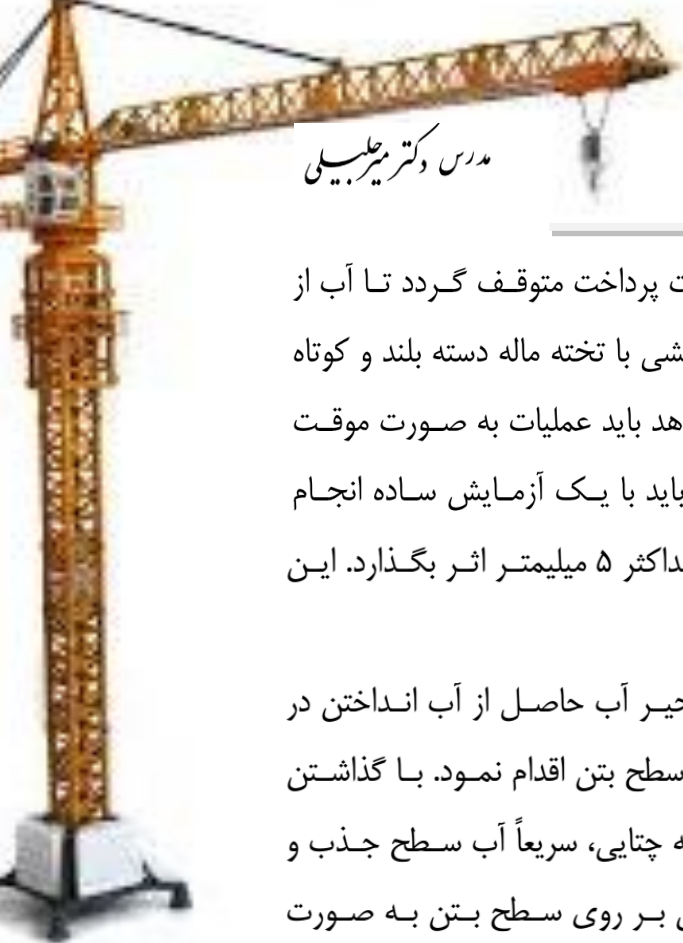 مدرس دکتر میرجلیلی
ت پرداخت متوقف گردد تا آب از
شی با تخته ماله دسته بلند و کوتاه
هد باید عملیات به صورت موقت
باید با یک آزمایش ساده انجام
داکثر ۵ میلیمتر اثر بگذارد. این
حیر آب حاصل از آب انداختن در
سطح بتن اقدام نمود. با گذاشتن
ه چتایی، سریعاً آب سطح جذب و
بر روی سطح بتن به صورت